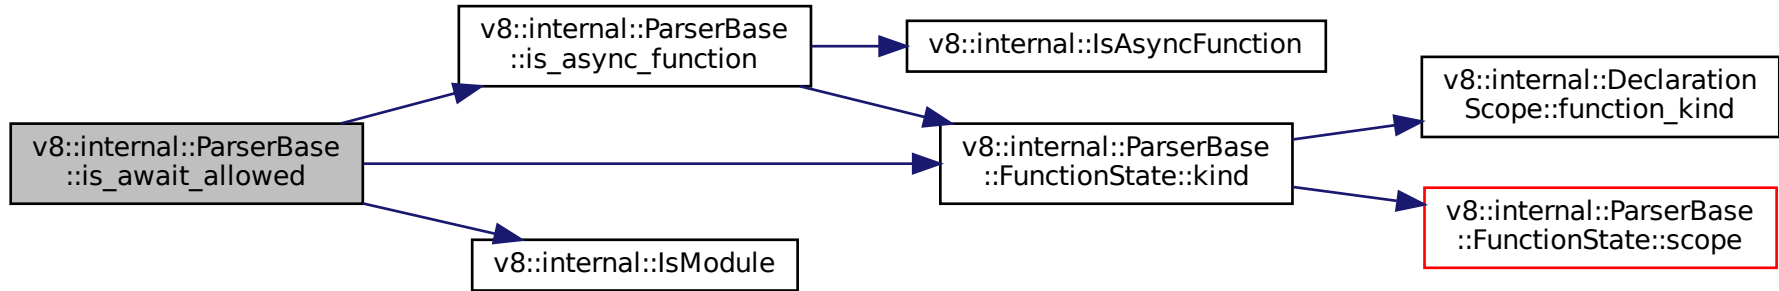 v8::internal::ParserBase
::is_await_allowed
v8::internal::ParserBase
::is_async_function
v8::internal::IsModule
v8::internal::IsAsyncFunction
v8::internal::ParserBase
::FunctionState::kind
v8::internal::Declaration
Scope::function_kind
v8::internal::ParserBase
::FunctionState::scope